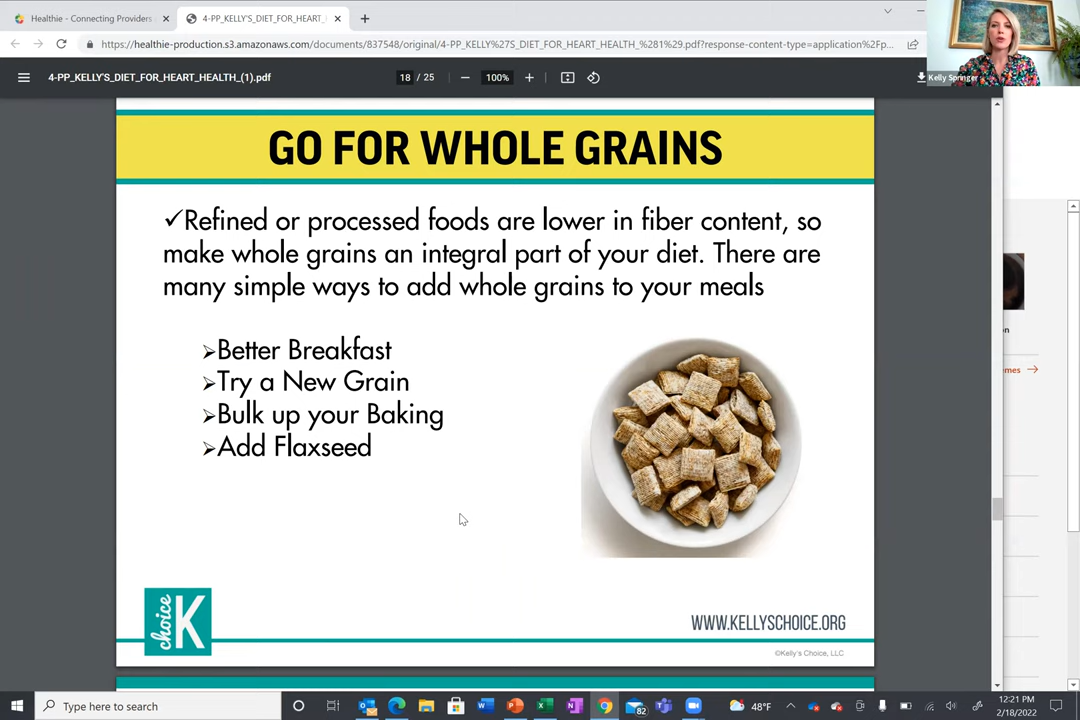 Healthie - Connecting Providers
4-PP_KELLY'S_DIET_FOR_HEART_H
https://healthie-production.s3.amazonaws.com/documents/837548/original/4-PP_KELLY%27S_DIET_FOR_HEART_HEALTH_%281%29.pdf?response-content-type=application%2Fp...
4-PP_KELLY'S_DIET_FOR_HEART_HEALTH_(1).pdf
18 / 25
100%
Kelly Springer
GO FOR WHOLE GRAINS
✓Refined or processed foods are lower in fiber content, so
make whole grains an integral part of your diet. There are
many simple ways to add whole grains to your meals
➢Better Breakfast
➢Try a New Grain
➢Bulk up your Baking
➢Add Flaxseed
choice K
WWW.KELLYSCHOICE.ORG
©Kelly's Choice, LLC
Type here to search
82
48°F
12:21 PM
2/18/2022